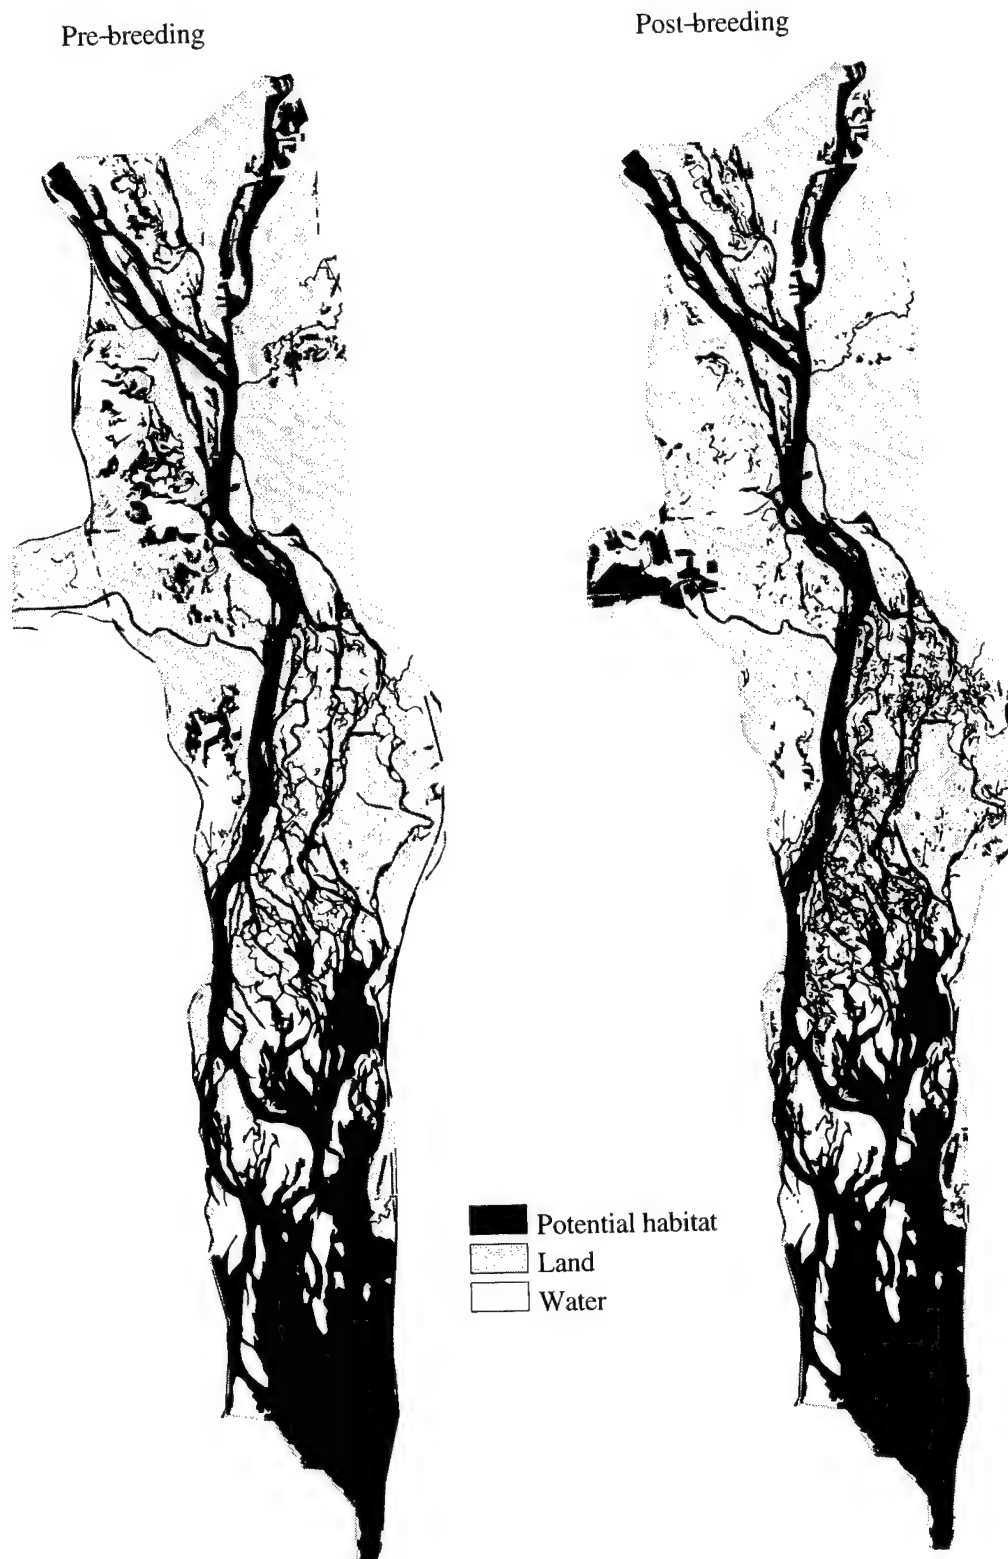 Pre-breeding
Post-breeding
Potential habitat
Land
Water